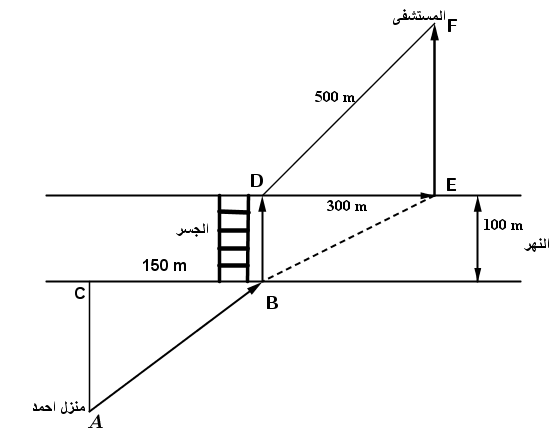 المستشفى
F
500 m
D
E
300 m
100 m
النهر
الجسر
150 m
C
B
منزل احمد
A